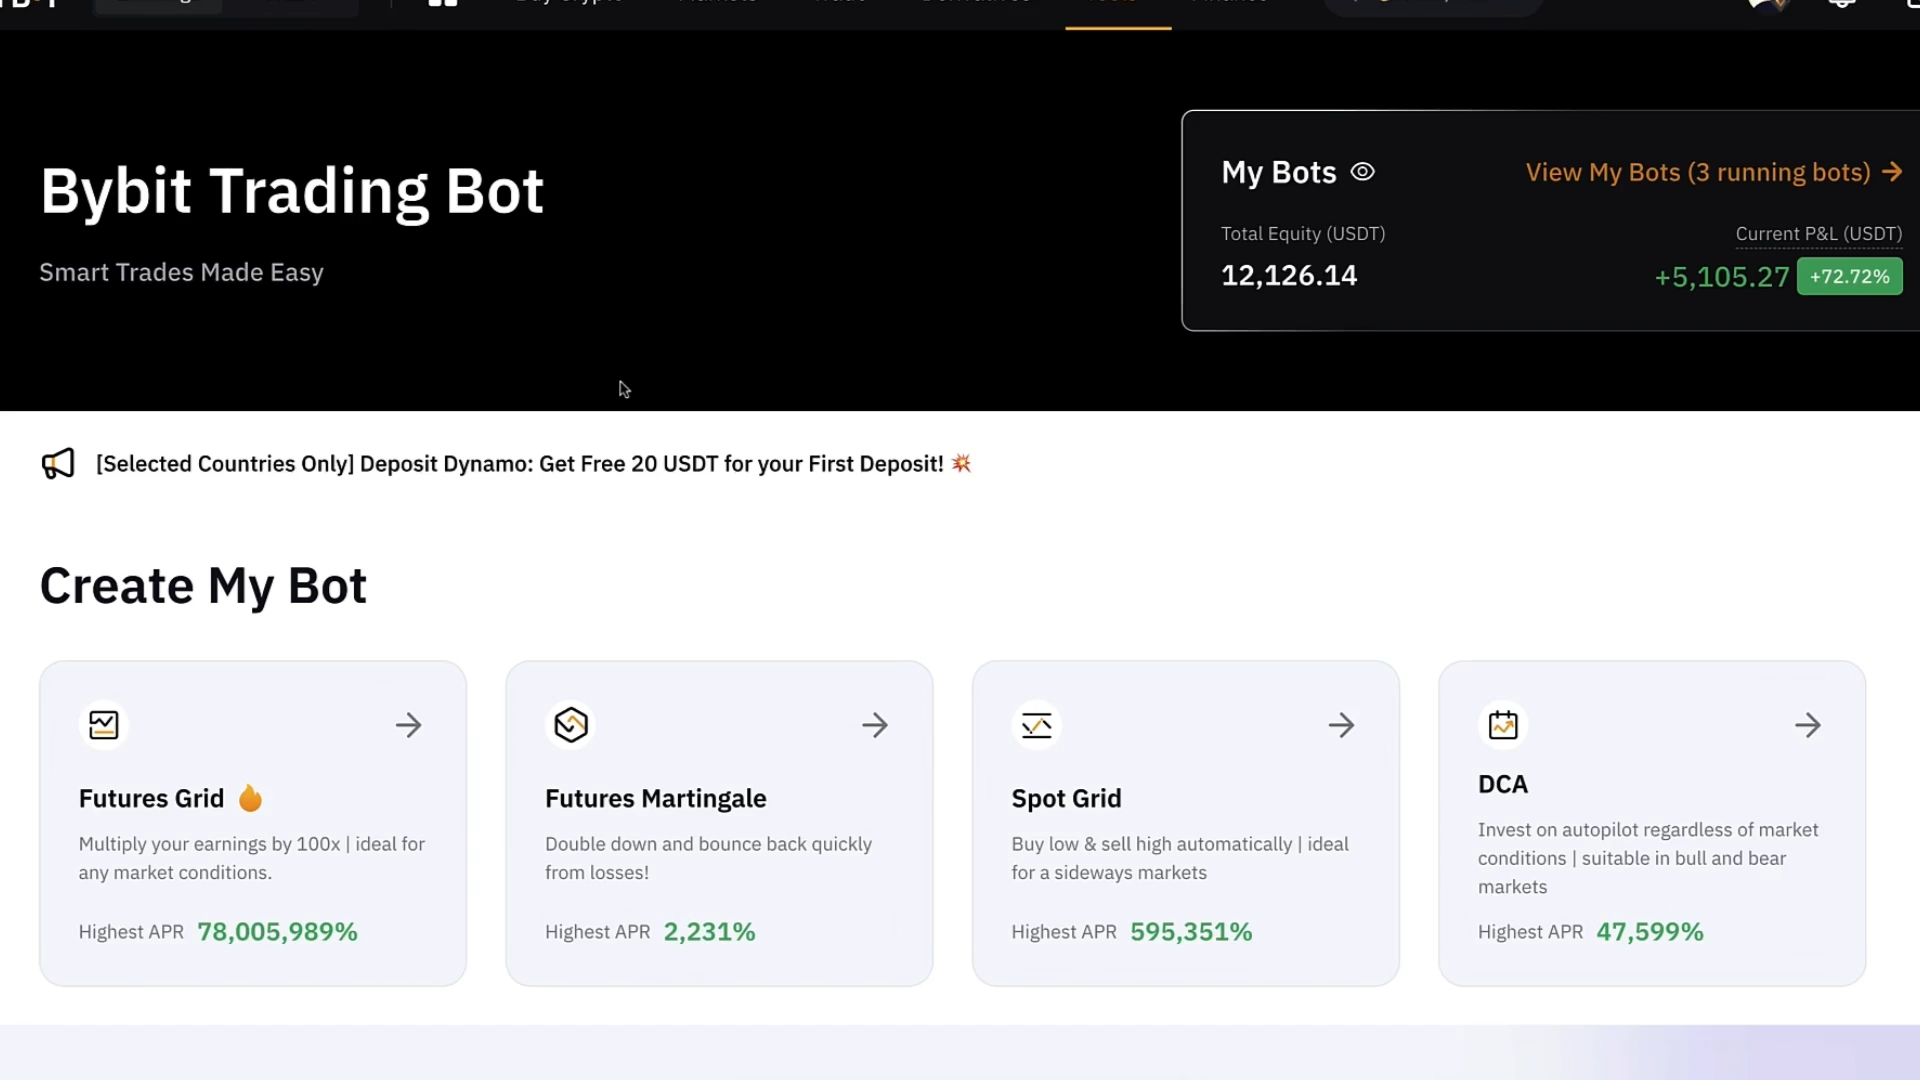 Bybit Trading Bot
Smart Trades Made Easy
My Bots
View My Bots (3 running bots)
Total Equity (USDT)
Current P&L (USDT)
12,126.14
+5,105.27
+72.72%
[Selected Countries Only] Deposit Dynamo: Get Free 20 USDT for your First Deposit! 💥
Create My Bot
Futures Grid 🔥
Multiply your earnings by 100x | ideal for
any market conditions.
Highest APR 78,005,989%
Futures Martingale
Double down and bounce back quickly
from losses!
Highest APR 2,231%
Spot Grid
Buy low & sell high automatically | ideal
for a sideways markets
Highest APR 595,351%
DCA
Invest on autopilot regardless of market
conditions | suitable in bull and bear
markets
Highest APR 47,599%